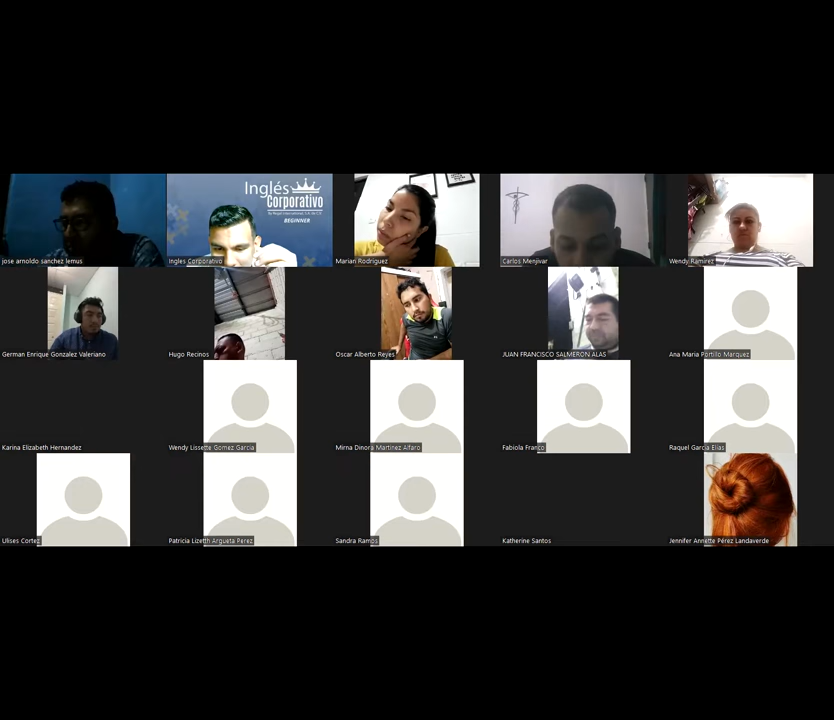 Inglés
Corporativo
BEGINNER
jose arnoldo sanchez lemus
Ingles Corporativo
Marian Rodriguez
Carlos Menjivar
Wendy Ramirez
German Enrique Gonzalez Valeriano
Hugo Recinos
Oscar Alberto Reyes
JUAN FRANCISCO SALMERON ALAS
Ana Maria Portillo Marquez
Karina Elizabeth Hernandez
Wendy Lissette Gomez Garcia
Mirna Dinora Martinez Alfaro
Fabiola Franco
Raquel Garcia Elias
Ulises Cortez
Patricia Lizeth Argueta Perez
Sandra Ramos
Katherine Santos
Jennifer Annette Pérez Landaverde